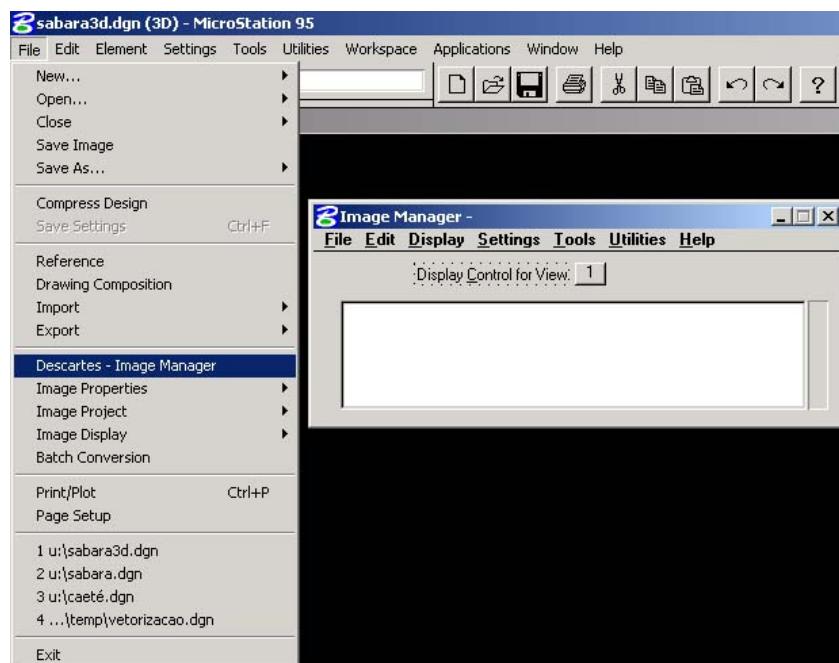 sabara3d.dgn (3D) - MicroStation 95
File Edit Element Settings Tools Utilities Workspace Applications Window Help
New...
Open...
Close
Save Image
Save As...
Compress Design
Save Settings Ctrl+F
Reference
Drawing Composition
Import
Export
Descartes - Image Manager
Image Properties
Image Project
Image Display
Batch Conversion
Print/Plot Ctrl+P
Page Setup
1 u:\sabara3d.dgn
2 u:\sabara.dgn
3 u:\caeté.dgn
4 ...\temp\vetorizacao.dgn
Exit
?
Image Manager -
File Edit Display Settings Tools Utilities Help
Display Control for View: 1